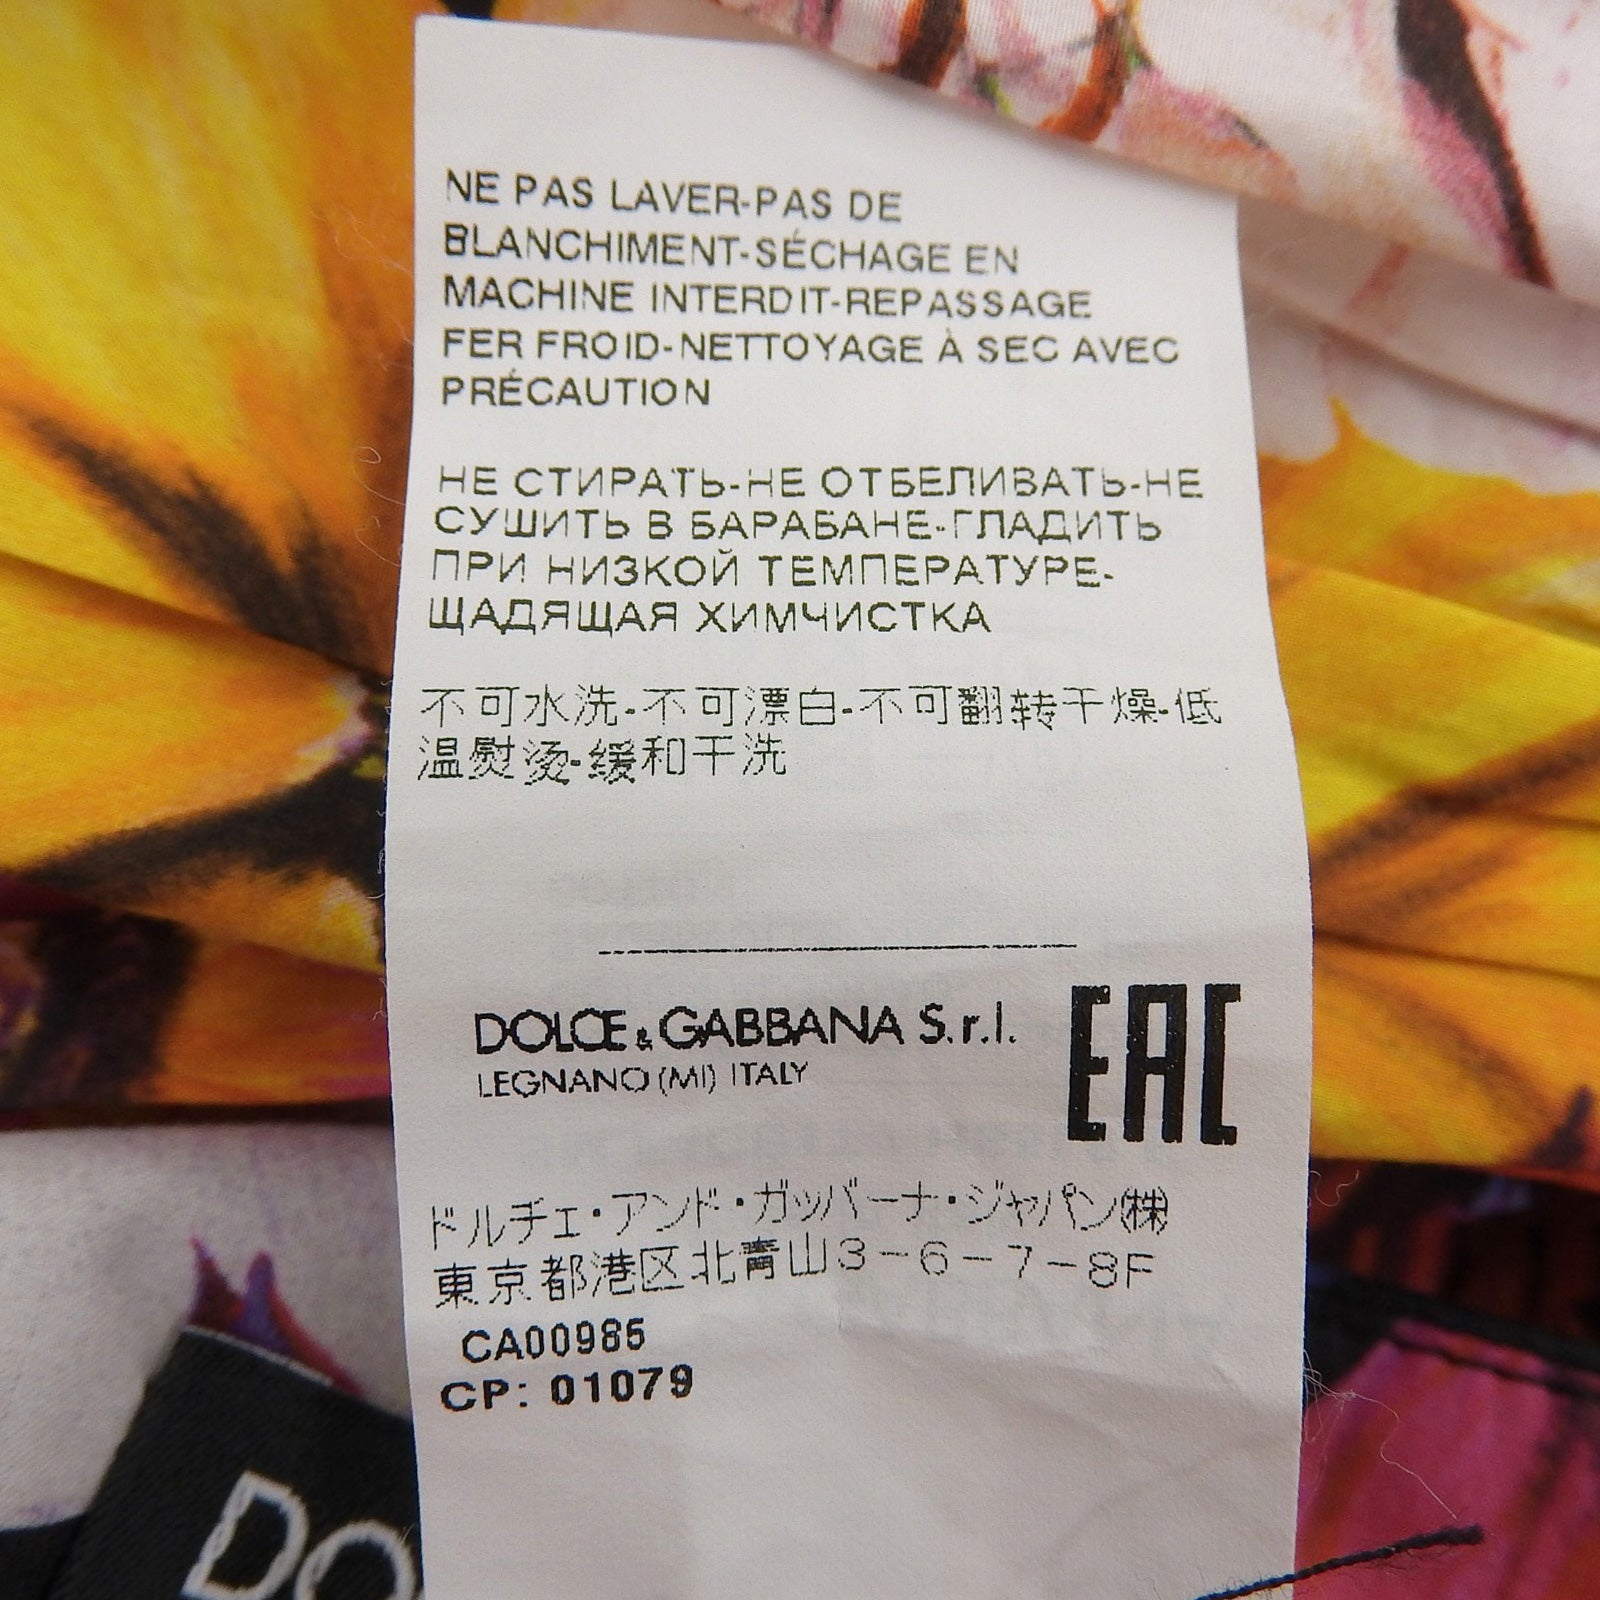 NE PAS LAVER-PAS DE
BLANCHIMENT-SÉCHAGE EN
MACHINE INTERDIT-REPASSAGE
FER FROID-NETTOYAGE À SEC AVEC
PRÉCAUTION
НЕ СТИРАТЬ-НЕ ОТБЕЛИВАТЬ-НЕ
СУШИТЬ В БАРАБАНЕ-ГЛАДИТЬ
ПРИ НИЗКОЙ ТЕМПЕРАТУРЕ-
ЩАДЯЩАЯ ХИМЧИСТКА
不可水洗-不可漂白-不可翻转干燥-低
温熨烫-缓和干洗
DOLCE & GABBANA S.r.l.
LEGNANO (MI) ITALY
EAC
ドルチェ・アンド・ガッバーナ・ジャパン(株)
東京都港区北青山3-6-7-8F
CA00985
CP: 01079
DO